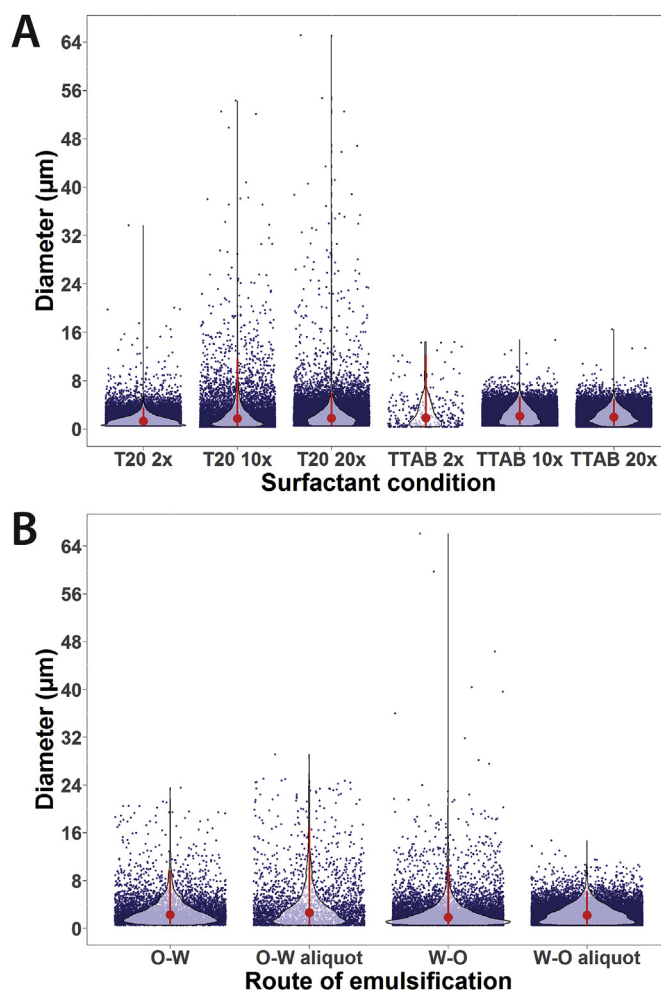 A
Diameter (µm)
64
56
48
40
32
24
16
8
0
T20 2x T20 10x T20 20x TTAB 2x TTAB 10x TTAB 20x
Surfactant condition
B
Diameter (µm)
64
56
48
40
32
24
16
8
0
O-W O-W aliquot W-O W-O aliquot
Route of emulsification